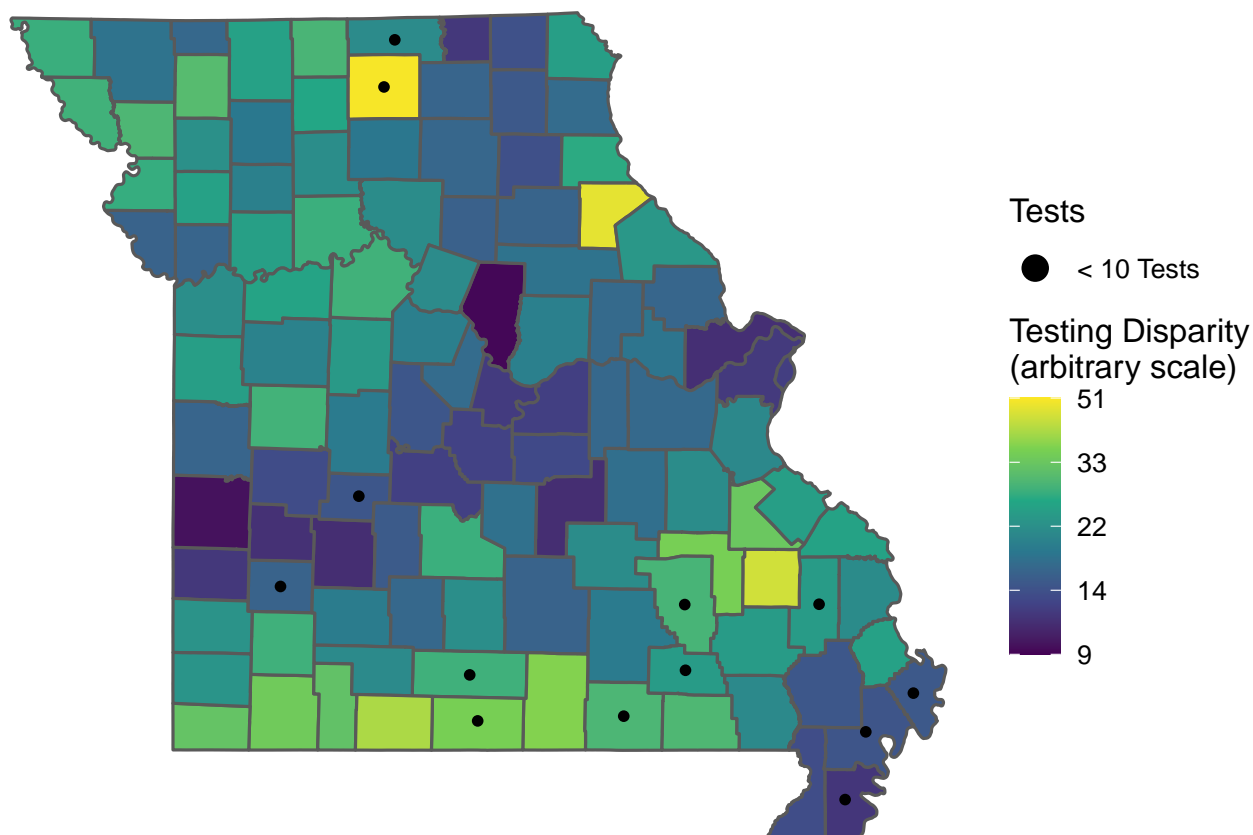 Tests
< 10 Tests
Testing Disparity
(arbitrary scale)
51
33
22
14
9